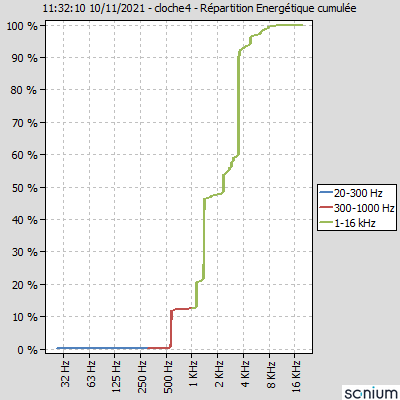 11:32:10 10/11/2021 - cloche4 - Répartition Energétique cumulée
100 %
90 %
80 %
70 %
60 %
50 %
40 %
30 %
20 %
10 %
0 %
20-300 Hz
300-1000 Hz
1-16 kHz
32 Hz
63 Hz
125 Hz
250 Hz
500 Hz
1 KHz
2 KHz
4 KHz
8 KHz
16 KHz
sonium